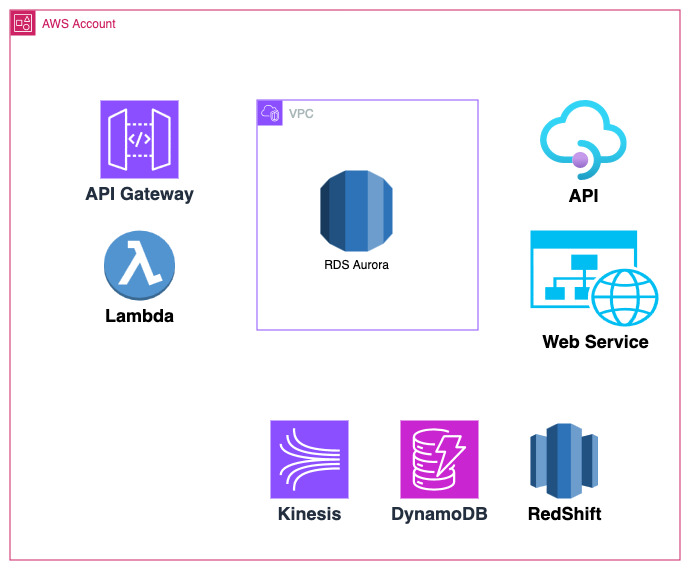 AWS Account
API Gateway
VPC
API
RDS Aurora
Lambda
Web Service
Kinesis
DynamoDB
RedShift